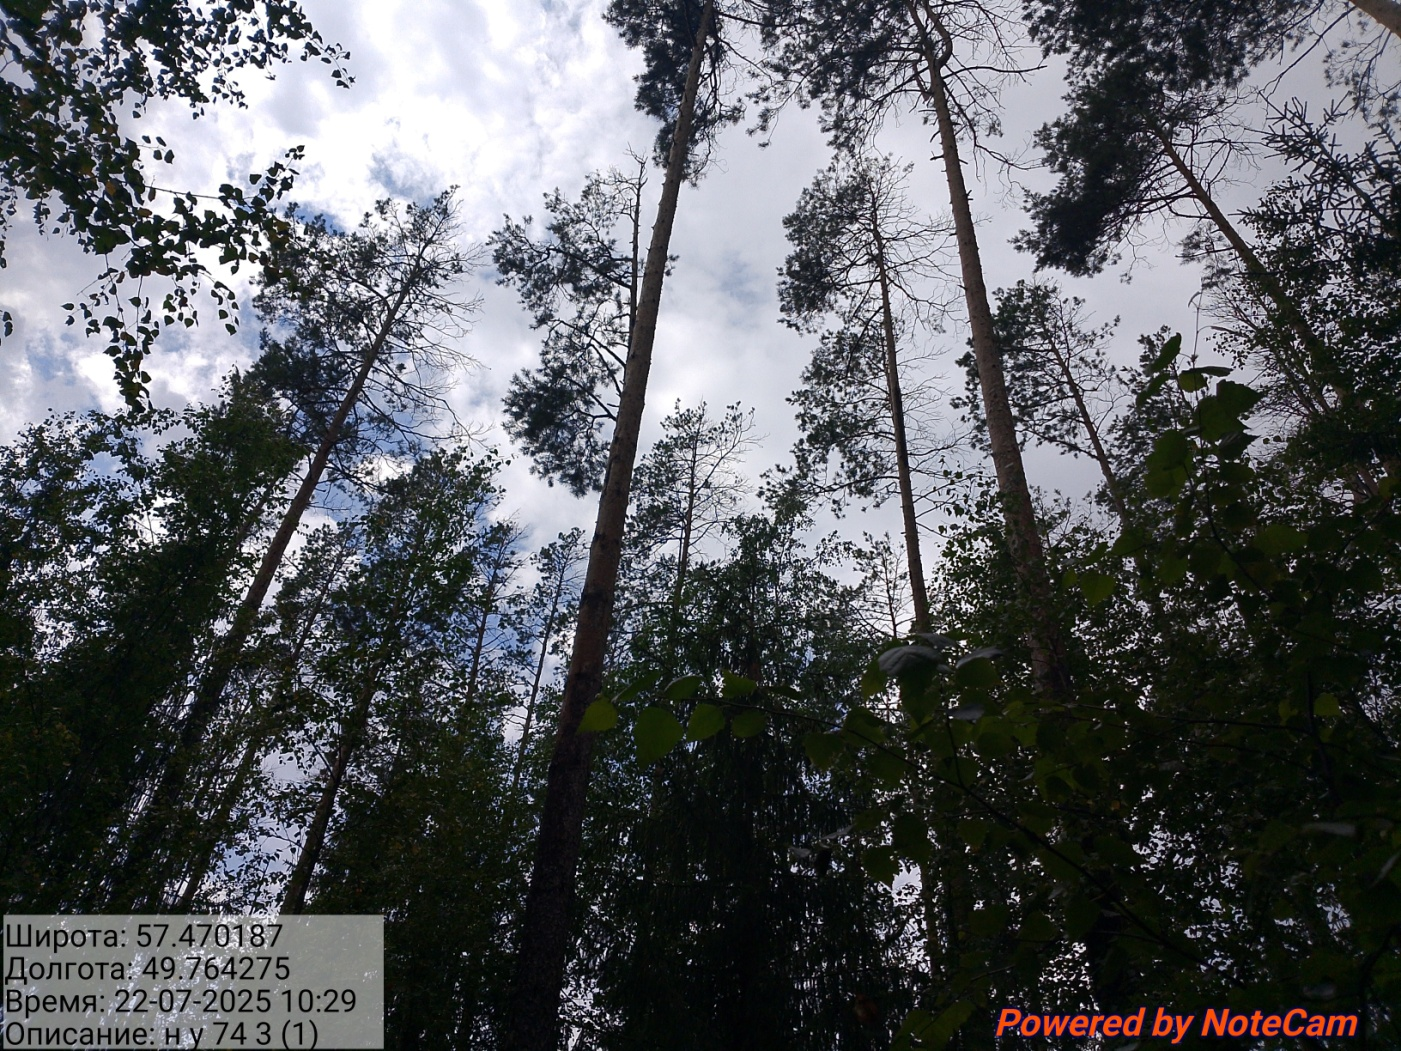 Широта: 57.470187
Долгота: 49.764275
Время: 22-07-2025 10:29
Описание: н у 74 3 (1)
Powered by NoteCam